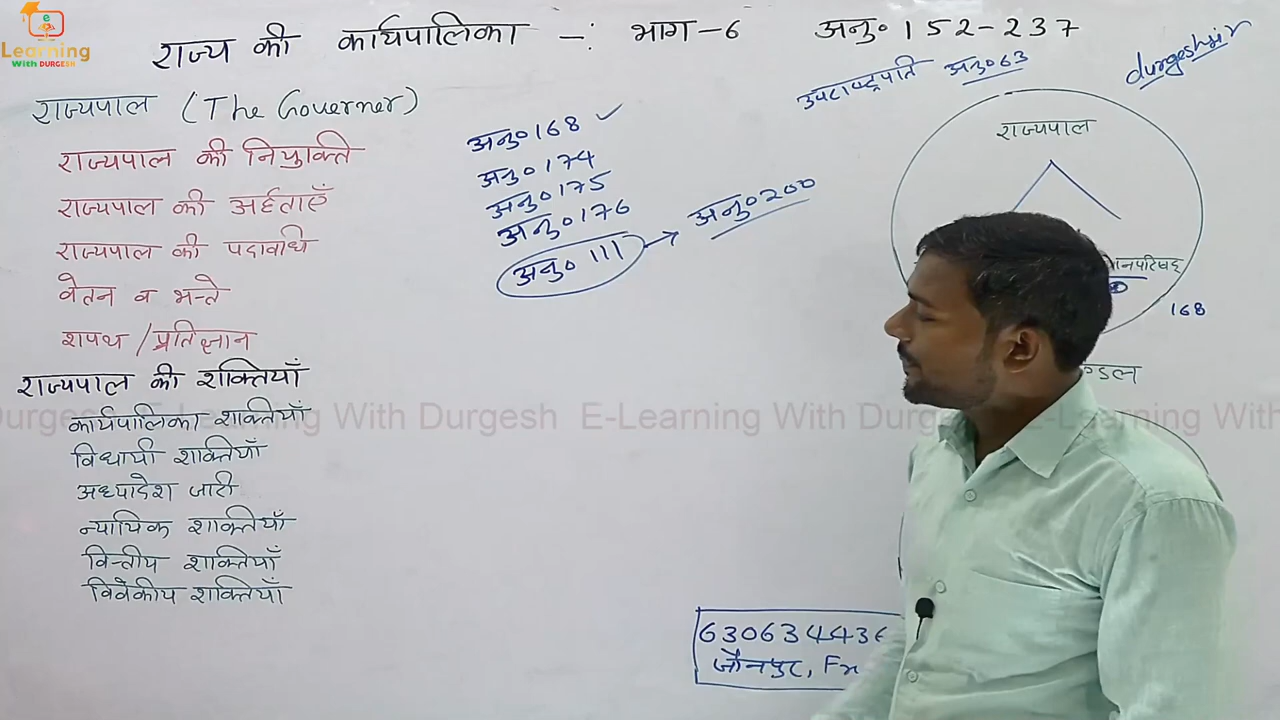 e
Learning
With DURGESH
राज्य की कार्यपालिका -: भाग-6 अनु० 152-237
durgeshsir
उपराष्ट्रपति अनु०63
राज्यपाल (The Governer)
राज्यपाल की नियुक्ति
राज्यपाल की अर्हताएँ
राज्यपाल की पदावधि
वेतन व भत्ते
शपथ / प्रतिज्ञान
राज्यपाल की शक्तियाँ
कार्यपालिका शक्तियाँ
विधायी शक्तियाँ
अध्यादेश जारी
न्यायिक शक्तियाँ
वित्तीय शक्तियाँ
विवेकीय शक्तियाँ
अनु०168 ✓
अनु०174
अनु०175
अनु०176
अनु० 111 → अनु०200
राज्यपाल
168
जौनपुर,
Durgesh E-Learning With Durgesh E-Learning With Durgesh E-Learning With